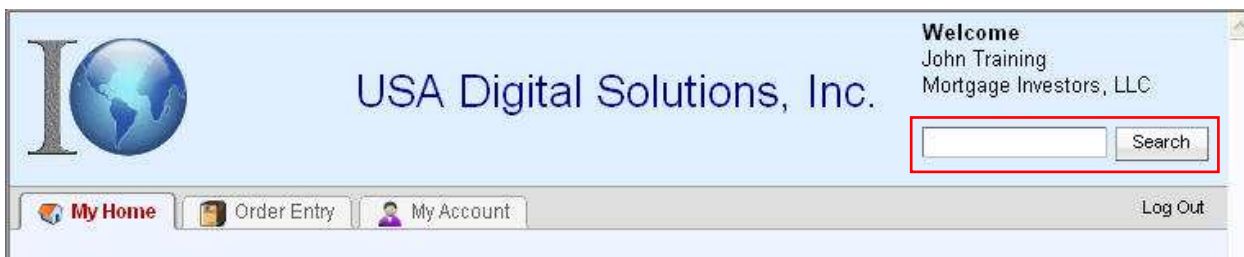 I
USA Digital Solutions, Inc.
Welcome
John Training
Mortgage Investors, LLC
Search
My Home
Order Entry
My Account
Log Out